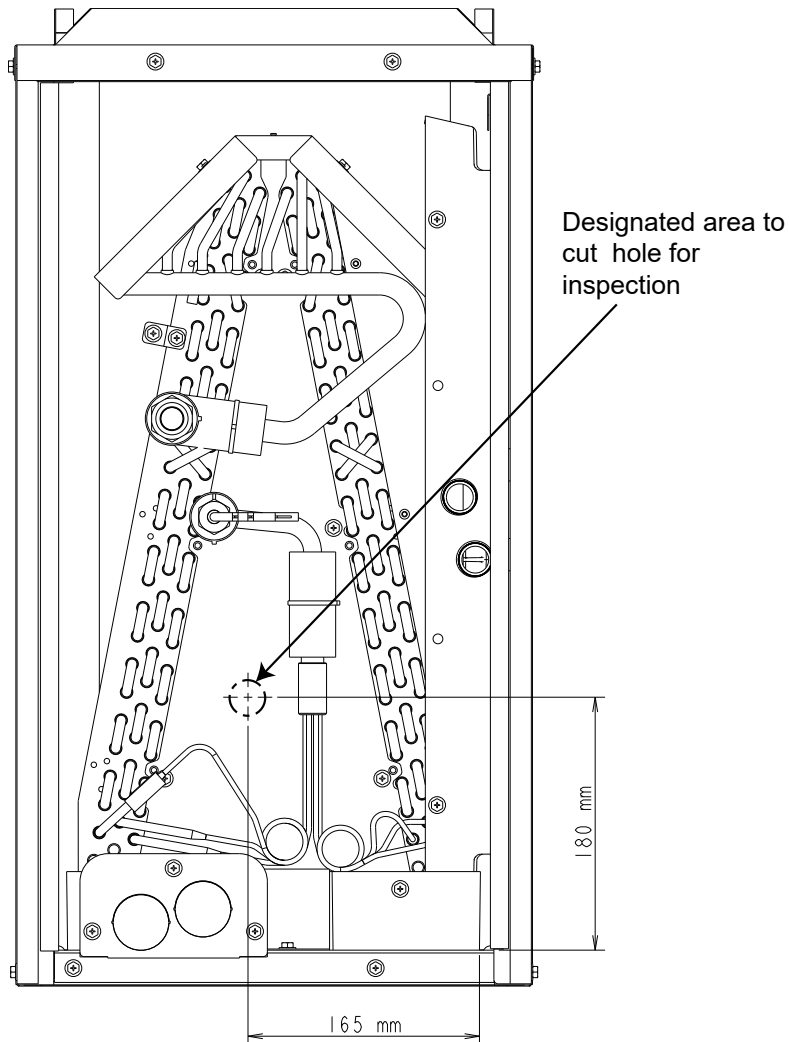 Designated area to
cut hole for
inspection
180 mm
165 mm